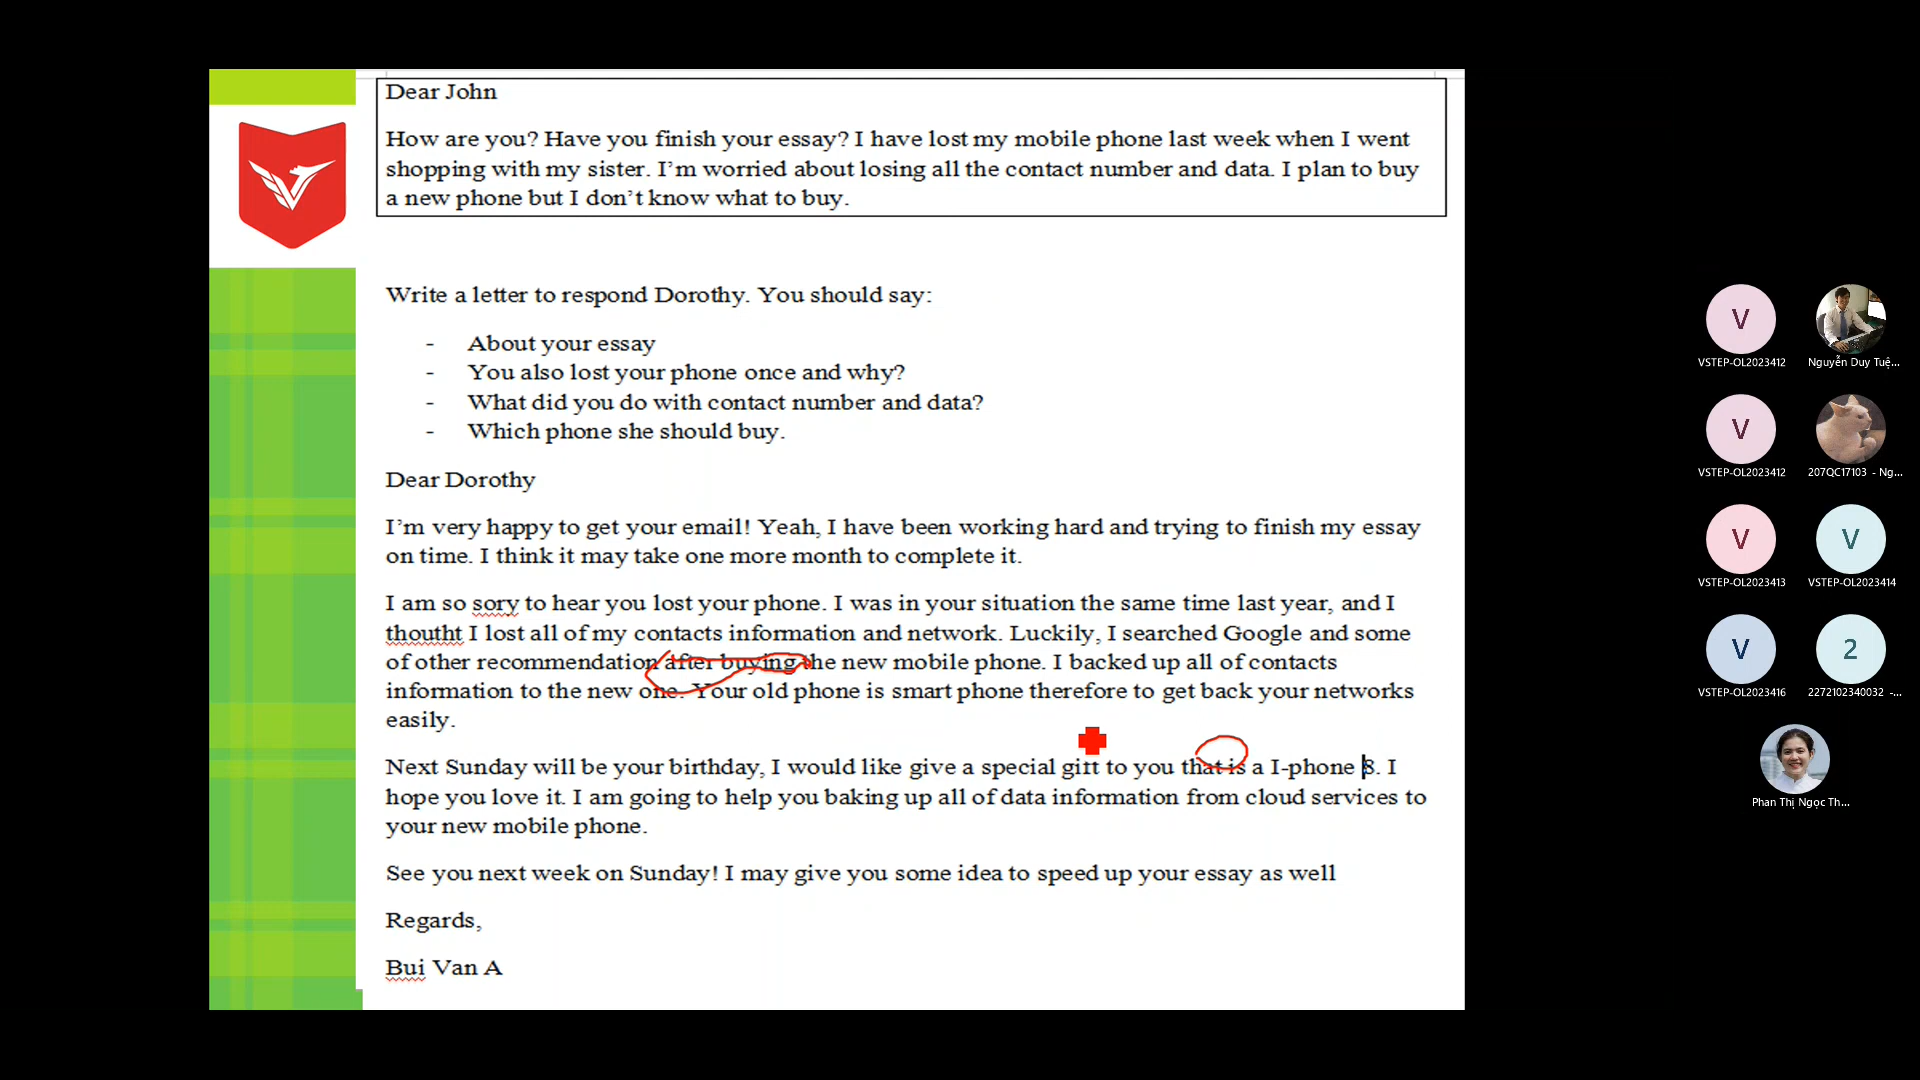 Dear John
How are you? Have you finish your essay? I have lost my mobile phone last week when I went
shopping with my sister. I'm worried about losing all the contact number and data. I plan to buy
a new phone but I don't know what to buy.
Write a letter to respond Dorothy. You should say:
- About your essay
- You also lost your phone once and why?
- What did you do with contact number and data?
- Which phone she should buy.
Dear Dorothy
I'm very happy to get your email! Yeah, I have been working hard and trying to finish my essay
on time. I think it may take one more month to complete it.
I am so sory to hear you lost your phone. I was in your situation the same time last year, and I
thoutht I lost all of my contacts information and network. Luckily, I searched Google and some
of other recommendation after buying the new mobile phone. I backed up all of contacts
information to the new one. Your old phone is smart phone therefore to get back your networks
easily.
Next Sunday will be your birthday, I would like give a special gift to you that is a I-phone 8. I
hope you love it. I am going to help you baking up all of data information from cloud services to
your new mobile phone.
See you next week on Sunday! I may give you some idea to speed up your essay as well
Regards,
Bui Van A
V
VSTEP-OL2023412
Nguyễn Duy Tuệ...
V
VSTEP-OL2023412
207QC17103 - Ng...
V
VSTEP-OL2023413
V
VSTEP-OL2023414
V
VSTEP-OL2023416
2
2272102340032 -...
Phan Thị Ngọc Th...